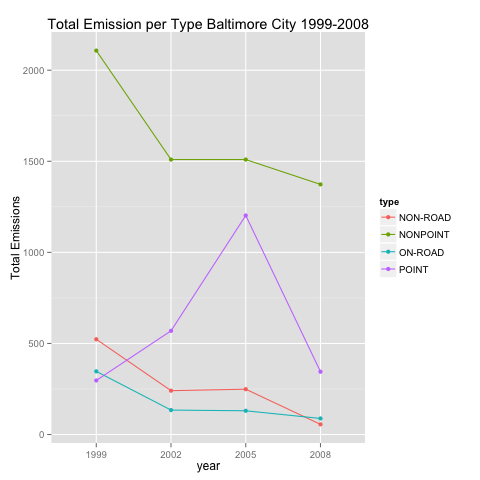 Total Emission per Type Baltimore City 1999-2008
Total Emissions
2000
1500
1000
500
0
1999 2002 2005 2008
year
type
NON-ROAD
NONPOINT
ON-ROAD
POINT